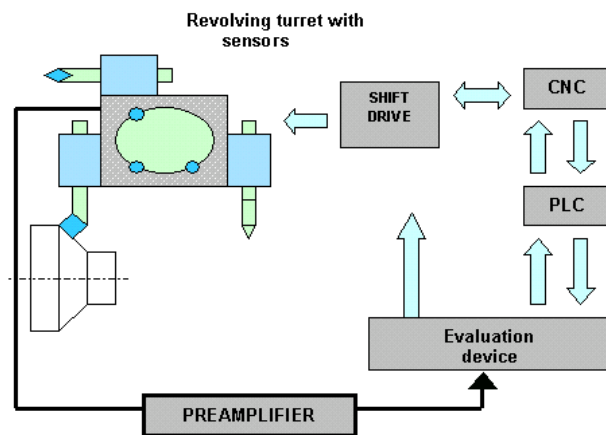 Revolving turret with
sensors
SHIFT
DRIVE
CNC
PLC
Evaluation
device
PREAMPLIFIER